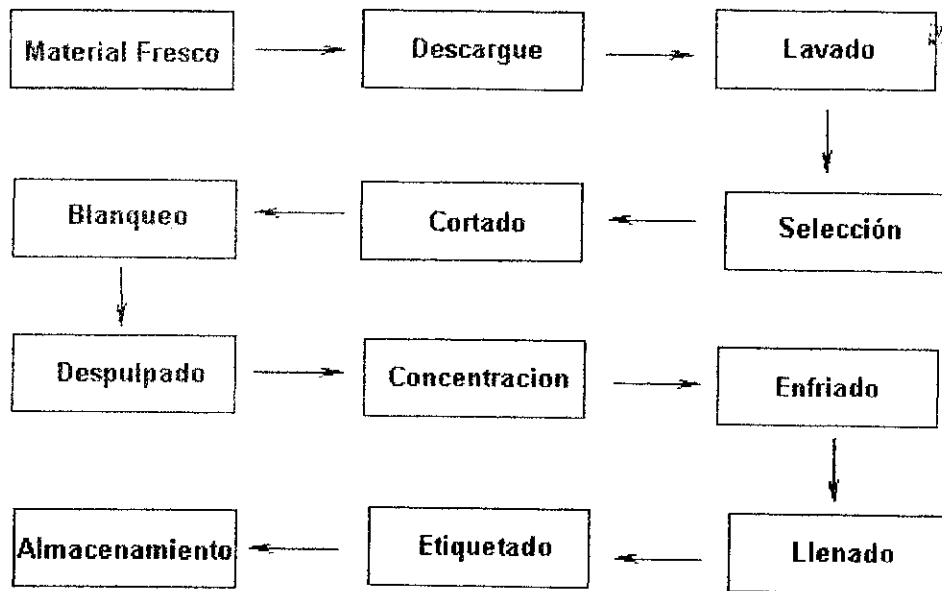 Material Fresco
Descargue
Lavado
Selección
Cortado
Blanqueo
Despulpado
Concentracion
Enfriado
Llenado
Etiquetado
Almacenamiento